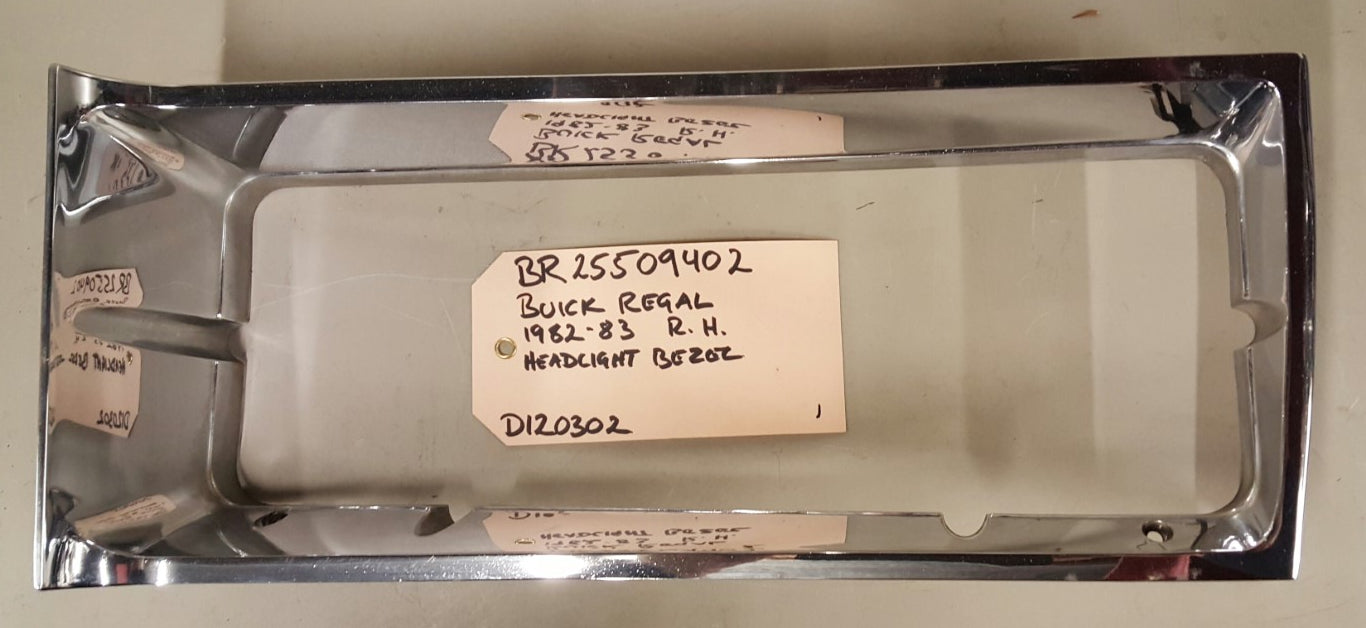 BR25509402
BUICK REGAL
1982-83 R.H.
HEADLIGHT BEZEL
D120302